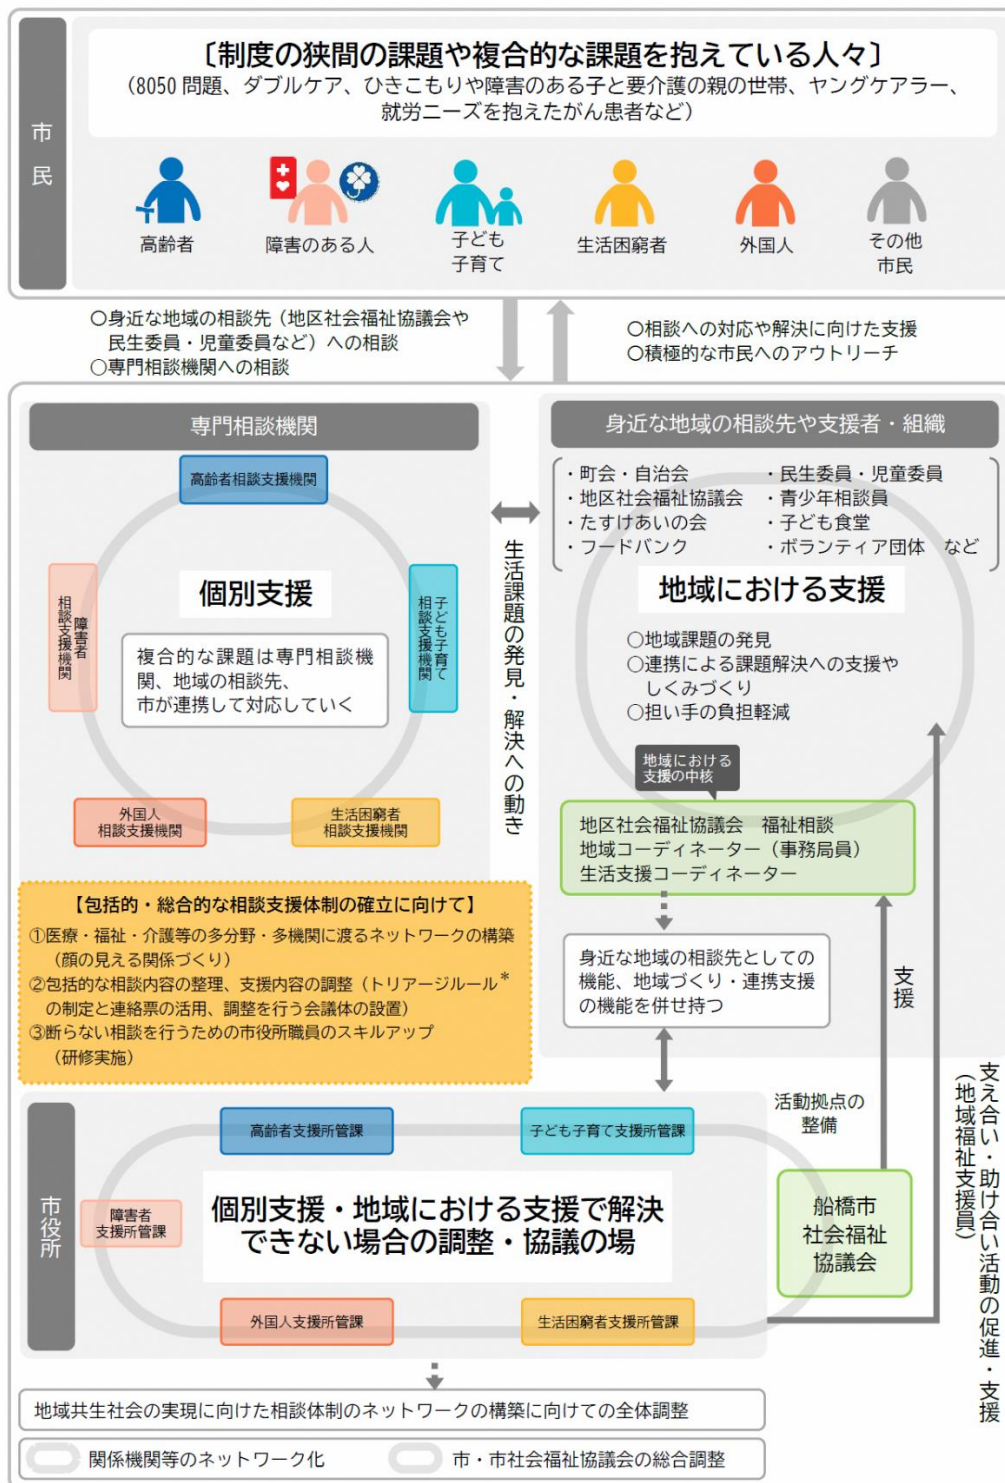 〔制度の狭間の課題や複合的な課題を抱えている人々〕
（8050 問題、ダブルケア、ひきこもりや障害のある子と要介護の親の世帯、ヤングケアラー、
就労ニーズを抱えたがん患者など）
市民
高齢者
障害のある人
子ども
子育て
生活困窮者
外国人
その他
市民
○身近な地域の相談先（地区社会福祉協議会や
民生委員・児童委員など）への相談
○専門相談機関への相談
○相談への対応や解決に向けた支援
○積極的な市民へのアウトリーチ
専門相談機関
高齢者相談支援機関
障害者
相談支援機関
個別支援
子ども子育て
相談支援機関
複合的な課題は専門相談機
関、地域の相談先、
市が連携して対応していく
外国人
相談支援機関
生活困窮者
相談支援機関
生活課題の発見・解決への動き
身近な地域の相談先や支援者・組織
・町会・自治会
・地区社会福祉協議会
・たすけあいの会
・フードバンク
・民生委員・児童委員
・青少年相談員
・子ども食堂
・ボランティア団体　など
地域における支援
○地域課題の発見
○連携による課題解決への支援や
しくみづくり
○担い手の負担軽減
地域における
支援の中核
地区社会福祉協議会　福祉相談
地域コーディネーター（事務局員）
生活支援コーディネーター
身近な地域の相談先としての
機能、地域づくり・連携支援
の機能を併せ持つ
支援
【包括的・総合的な相談支援体制の確立に向けて】
①医療・福祉・介護等の多分野・多機関に渡るネットワークの構築
（顔の見える関係づくり）
②包括的な相談内容の整理、支援内容の調整（トリアージルール＊
の制定と連絡票の活用、調整を行う会議体の設置）
③断らない相談を行うための市役所職員のスキルアップ
（研修実施）
市役所
高齢者支援所管課
子ども子育て支援所管課
障害者
支援所管課
個別支援・地域における支援で解決
できない場合の調整・協議の場
外国人支援所管課
生活困窮者支援所管課
活動拠点の
整備
船橋市
社会福祉
協議会
支え合い・助け合い活動の促進・支援
（地域福祉支援員）
地域共生社会の実現に向けた相談体制のネットワークの構築に向けての全体調整
関係機関等のネットワーク化
市・市社会福祉協議会の総合調整